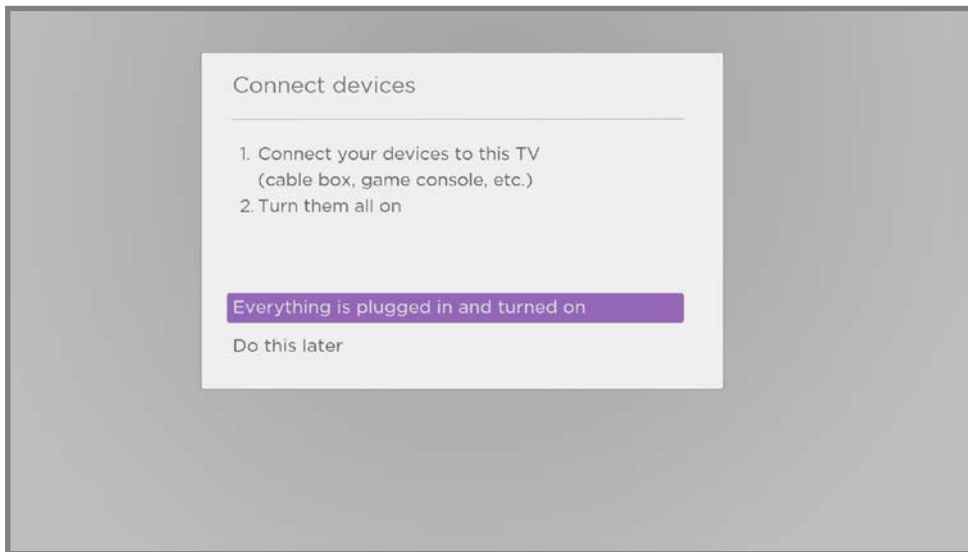 Connect devices
1. Connect your devices to this TV
(cable box, game console, etc.)
2. Turn them all on
Everything is plugged in and turned on
Do this later